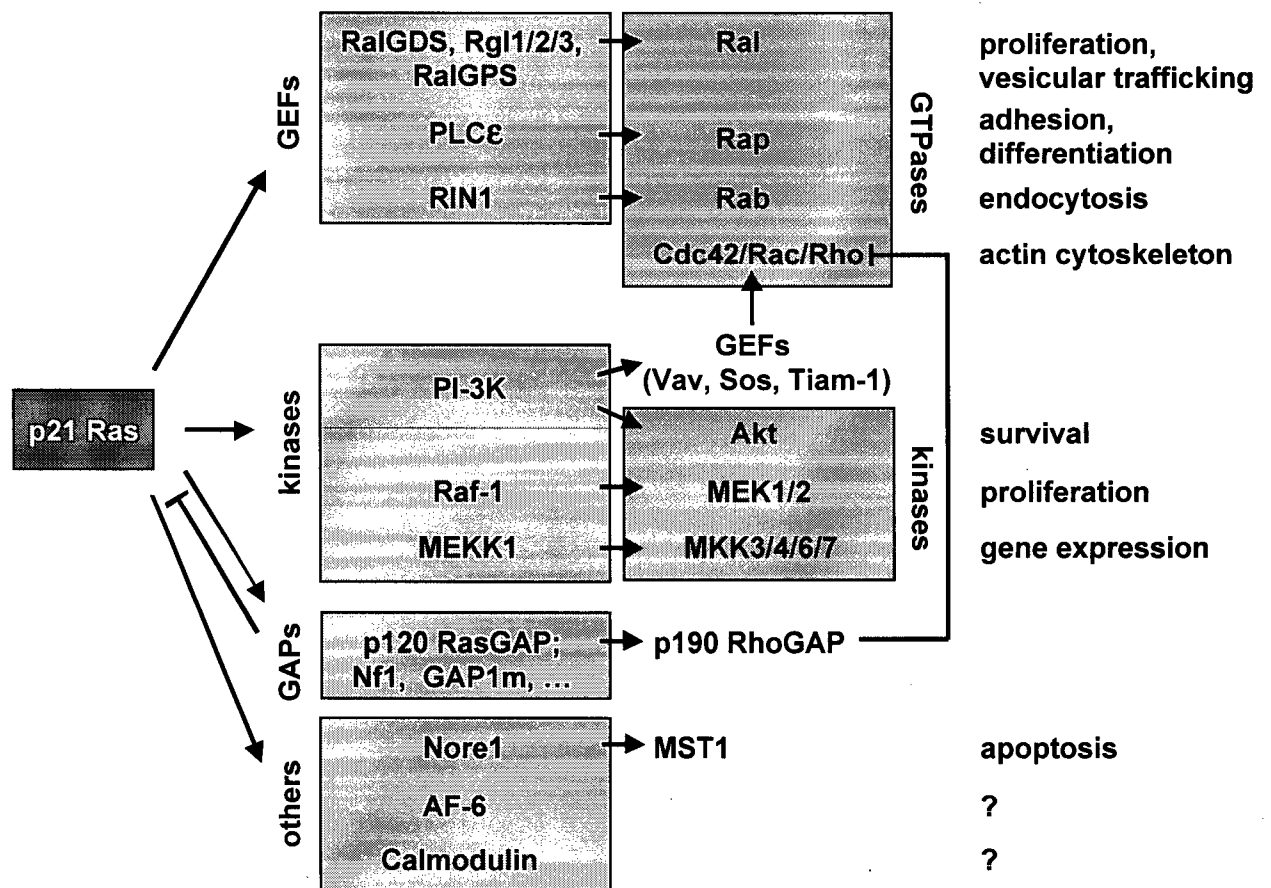 RalGDS, Rgl1/2/3,
RalGPS
Ral
proliferation,
vesicular trafficking
GEFs
PLCε
Rap
GTPases
adhesion,
differentiation
RIN1
Rab
endocytosis
Cdc42/Rac/Rho
actin cytoskeleton
GEFs
(Vav, Sos, Tiam-1)
p21 Ras
kinases
PI-3K
Akt
kinases
survival
Raf-1
MEK1/2
proliferation
MEKK1
MKK3/4/6/7
gene expression
GAPs
p120 RasGAP;
Nf1, GAP1m, ...
p190 RhoGAP
others
Nore1
MST1
apoptosis
AF-6
?
Calmodulin
?